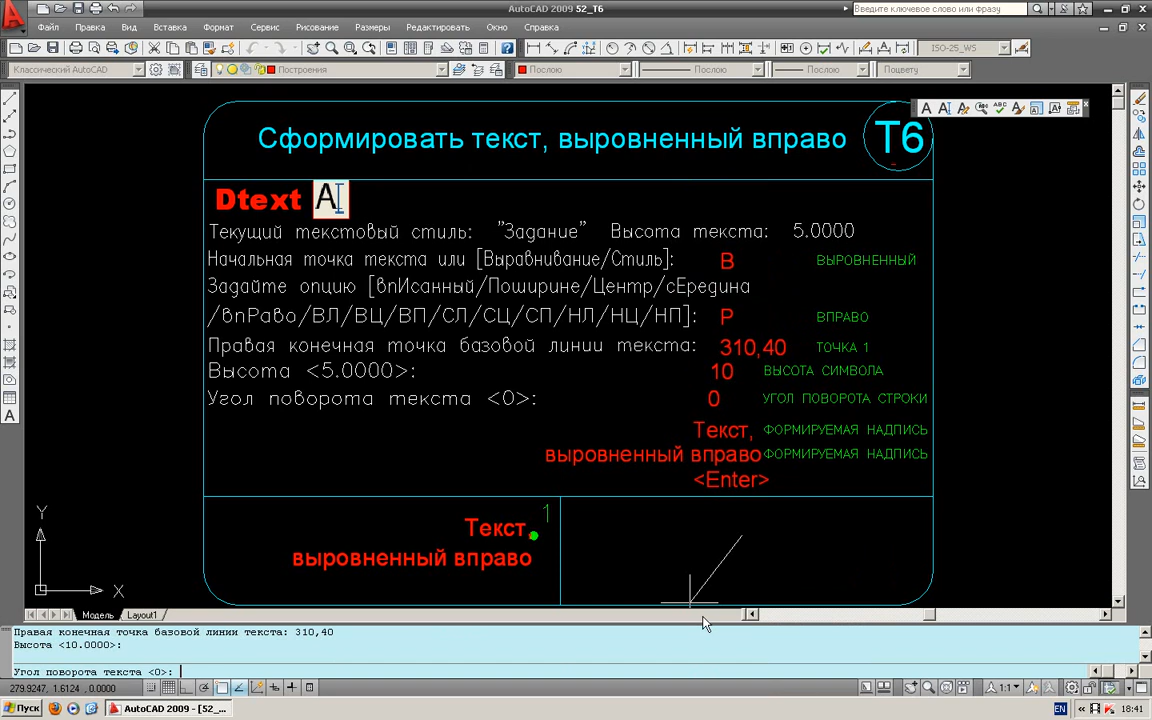 AutoCAD 2009 52_T6
Введите ключевое слово или фразу
Файл Правка Вид Вставка Формат Сервис Рисование Размеры Редактировать Окно Справка
ISO-25_WS
Классический AutoCAD Построения Послою Послою Послою Поцвету
Сформировать текст, выровненный вправо Т6
Dtext A
Текущий текстовый стиль: "Задание" Высота текста: 5.0000
Начальная точка текста или [Выравнивание/Стиль]: В ВЫРОВНЕННЫЙ
Задайте опцию [впИсанный/Поширине/Центр/сЕредина
/впРаво/ВЛ/ВЦ/ВП/СЛ/СЦ/СП/НЛ/НЦ/НП]: Р ВПРАВО
Правая конечная точка базовой линии текста: 310,40 ТОЧКА 1
Высота <5.0000>: 10 ВЫСОТА СИМВОЛА
Угол поворота текста <0>: 0 УГОЛ ПОВОРОТА СТРОКИ
Текст, ФОРМИРУЕМАЯ НАДПИСЬ
выровненный вправо ФОРМИРУЕМАЯ НАДПИСЬ
<Enter>
1
Текст,
выровненный вправо
Y
X
Модель Layout1
Правая конечная точка базовой линии текста: 310,40
Высота <10.0000>:
Угол поворота текста <0>:
279.9247, 1.6124 , 0.0000 1:1
Пуск AutoCAD 2009 - [52_... EN 18:41